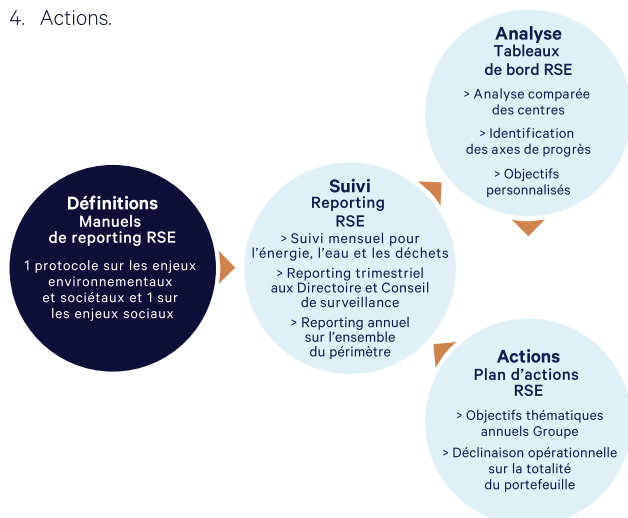 4. Actions.
Définitions
Manuels
de reporting RSE
1 protocole sur les enjeux
environnementaux
et sociétaux et 1 sur
les enjeux sociaux
Suivi
Reporting
RSE
> Suivi mensuel pour
l’énergie, l’eau et les déchets
> Reporting trimestriel
aux Directoire et Conseil
de surveillance
> Reporting annuel
sur l’ensemble
du périmètre
Analyse
Tableaux
de bord RSE
> Analyse comparée
des centres
> Identification
des axes de progrès
> Objectifs
personnalisés
Actions
Plan d’actions
RSE
> Objectifs thématiques
annuels Groupe
> Déclinaison opérationnelle
sur la totalité
du portefeuille